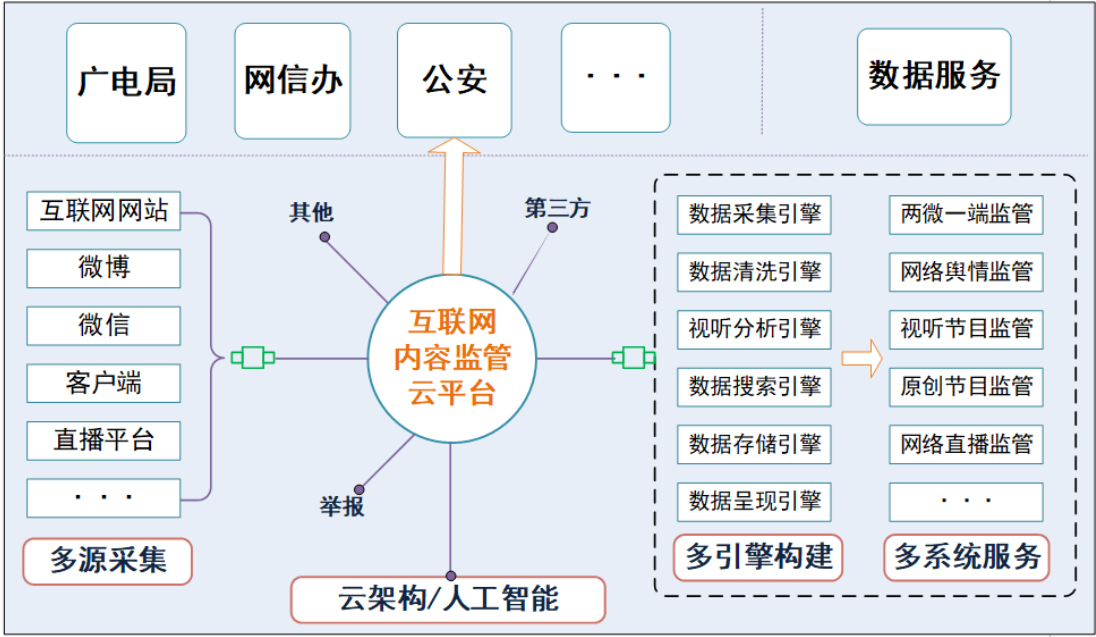 广电局
网信办
公安
···
数据服务
互联网网站
微博
微信
客户端
直播平台
···
多源采集
其他
第三方
互联网
内容监管
云平台
举报
云架构/人工智能
数据采集引擎
数据清洗引擎
视听分析引擎
数据搜索引擎
数据存储引擎
数据呈现引擎
多引擎构建
两微一端监管
网络舆情监管
视听节目监管
原创节目监管
网络直播监管
···
多系统服务